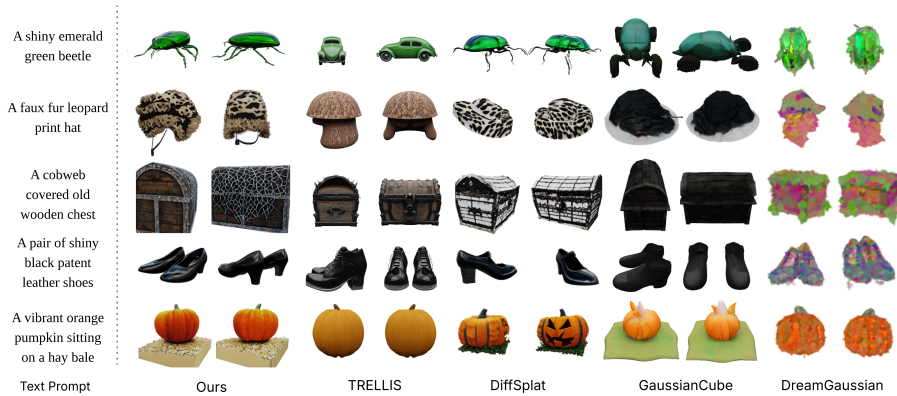 A shiny emerald
green beetle
A faux fur leopard
print hat
A cobweb
covered old
wooden chest
A pair of shiny
black patent
leather shoes
A vibrant orange
pumpkin sitting
on a hay bale
Text Prompt
Ours
TRELLIS
DiffSplat
GaussianCube
DreamGaussian